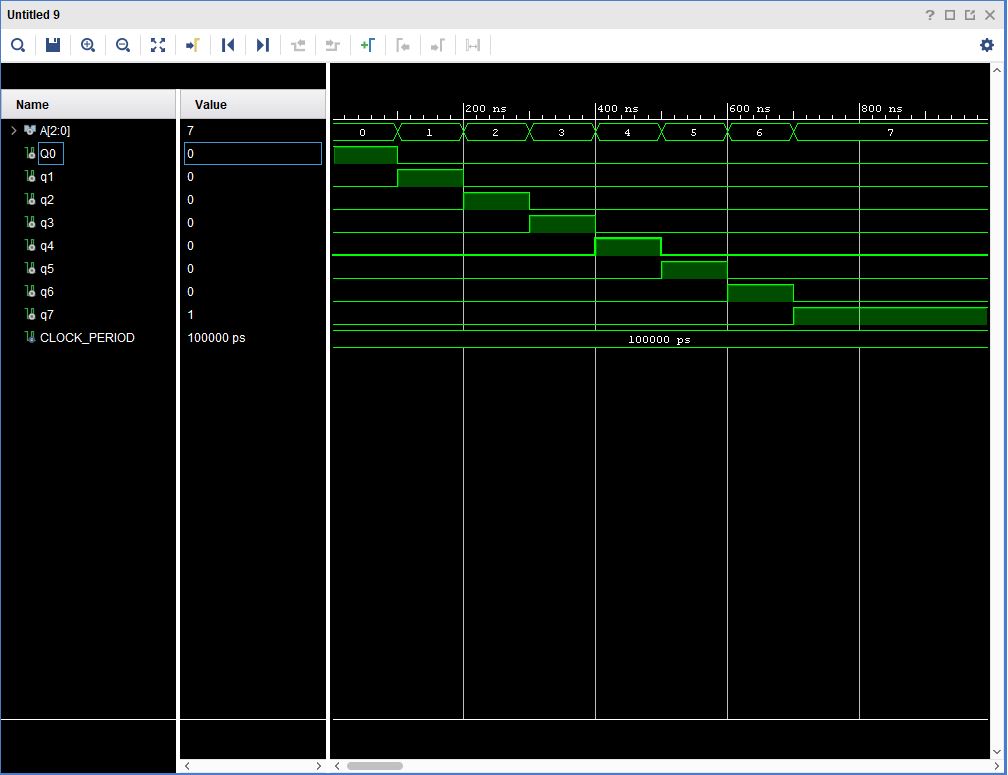 Untitled 9
Name Value
200 ns 400 ns 600 ns 800 ns
A[2:0] 7 0 1 2 3 4 5 6 7
Q0 0
q1 0
q2 0
q3 0
q4 0
q5 0
q6 0
q7 1
CLOCK_PERIOD 100000 ps 100000 ps